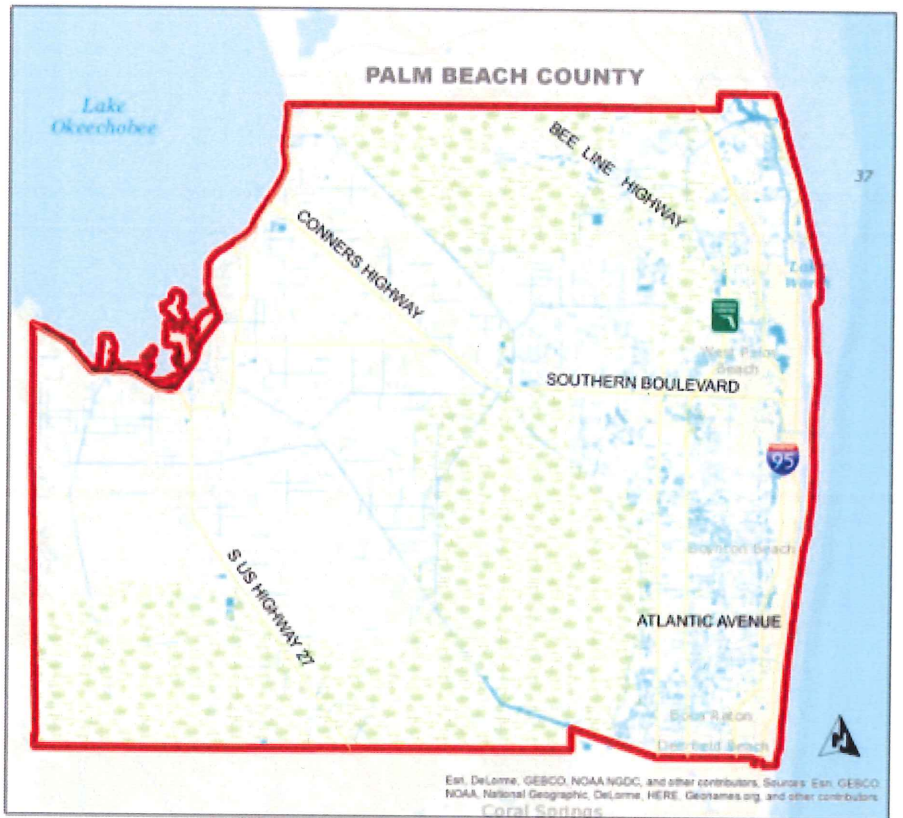 PALM BEACH COUNTY
Lake
Okeechobee
BEE LINE HIGHWAY
37
CONNERS HIGHWAY
Lake
Worth
West Palm
Beach
SOUTHERN BOULEVARD
95
Boynton Beach
S US HIGHWAY 27
ATLANTIC AVENUE
Boca Raton
Deerfield Beach
Esri, DeLorme, GEBCO, NOAA NGDC, and other contributors, Sources: Esri, GEBCO,
NOAA, National Geographic, DeLorme, HERE, Geonames.org, and other contributors
Coral Springs